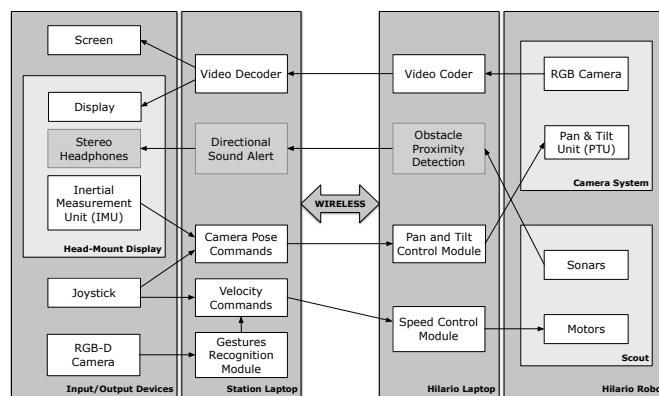 Screen
Video Decoder
Video Coder
RGB Camera
Display
Stereo
Headphones
Directional
Sound Alert
Obstacle
Proximity
Detection
Pan & Tilt
Unit (PTU)
Camera System
Inertial
Measurement
Unit (IMU)
WIRELESS
Head-Mount Display
Camera Pose
Commands
Pan and Tilt
Control Module
Sonars
Joystick
Velocity
Commands
Speed Control
Module
Motors
RGB-D
Camera
Gestures
Recognition
Module
Scout
Input/Output Devices
Station Laptop
Hilario Laptop
Hilario Robo